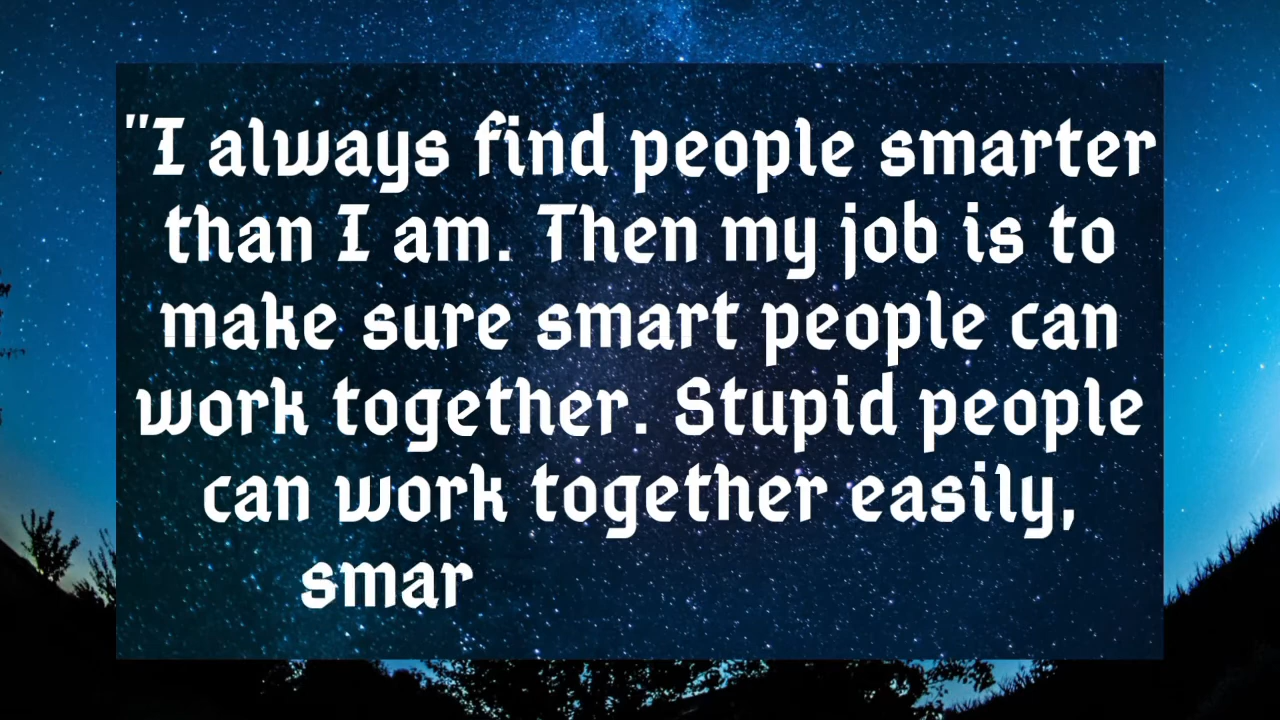 "I always find people smarter
than I am. Then my job is to
make sure smart people can
work together. Stupid people
can work together easily,
smar